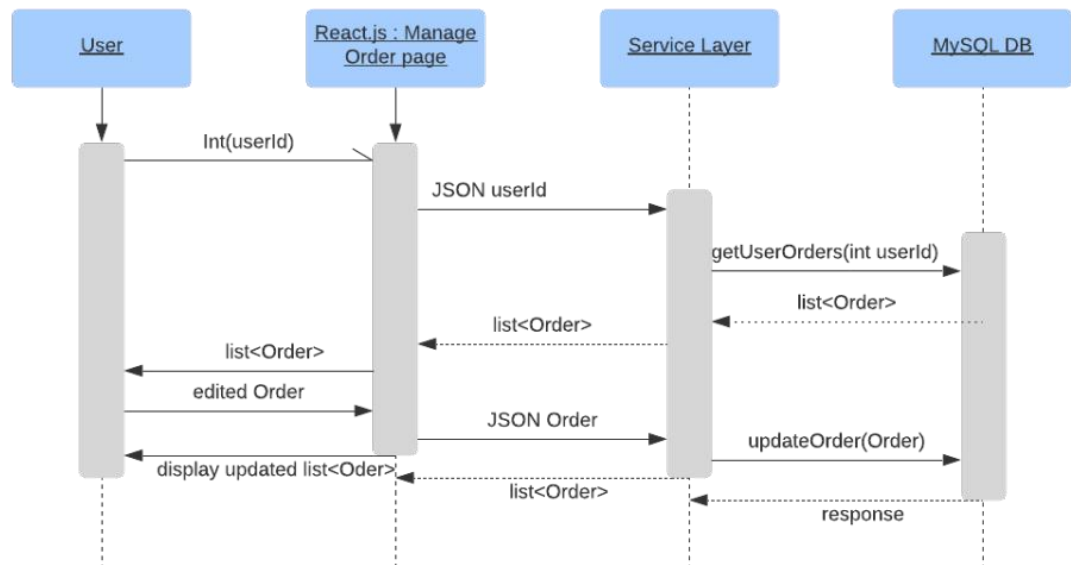 User
React.js : Manage
Order page
Service Layer
MySQL DB
Int(userId)
JSON userId
getUserOrders(int userId)
list<Order>
list<Order>
list<Order>
edited Order
JSON Order
updateOrder(Order)
display updated list<Oder>
list<Order>
response